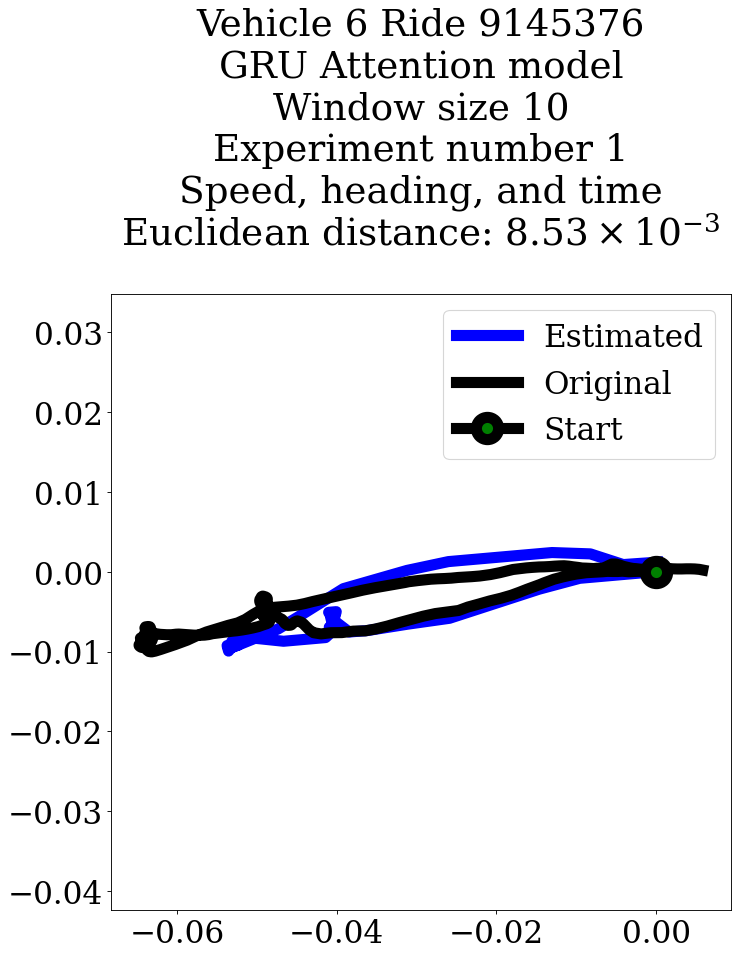 Vehicle 6 Ride 9145376
GRU Attention model
Window size 10
Experiment number 1
Speed, heading, and time
Euclidean distance: 8.53 × 10⁻³
Estimated
Original
Start
0.03
0.02
0.01
0.00
−0.01
−0.02
−0.03
−0.04
−0.06
−0.04
−0.02
0.00